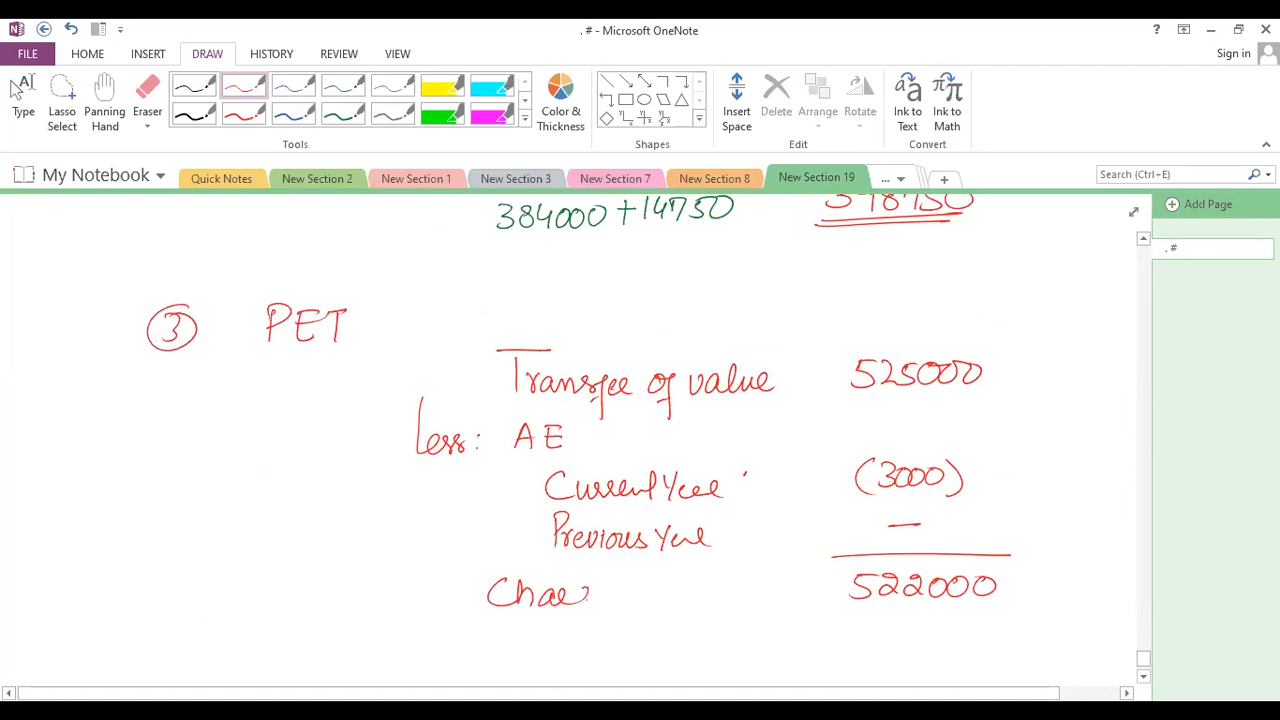 . # - Microsoft OneNote
Sign in
FILE HOME INSERT DRAW HISTORY REVIEW VIEW
Type
Lasso Select
Panning Hand
Eraser
Color & Thickness
Insert Space
Delete
Arrange
Rotate
Ink to Text
Ink to Math
Tools
Shapes
Edit
Convert
My Notebook
Quick Notes
New Section 2
New Section 1
New Section 3
New Section 7
New Section 8
New Section 19
...
Search (Ctrl+E)
Add Page
. #
384000 + 14750 398750
3 PET
Transfer of value 525000
Less: AE
Current Year (3000)
Previous Year —
522000